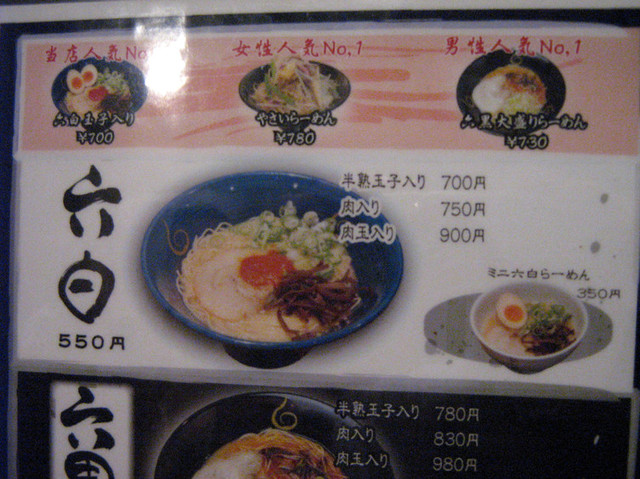 当店人気No
女性人気No,1
男性人気No,1
六白玉子入り
¥700
やさいらーめん
¥780
六黒大盛りらーめん
¥730
六白
550円
半熟玉子入り 700円
肉入り 750円
肉玉入り 900円
ミニ六白らーめん
350円
六黒
半熟玉子入り 780円
肉入り 830円
肉玉入り 980円